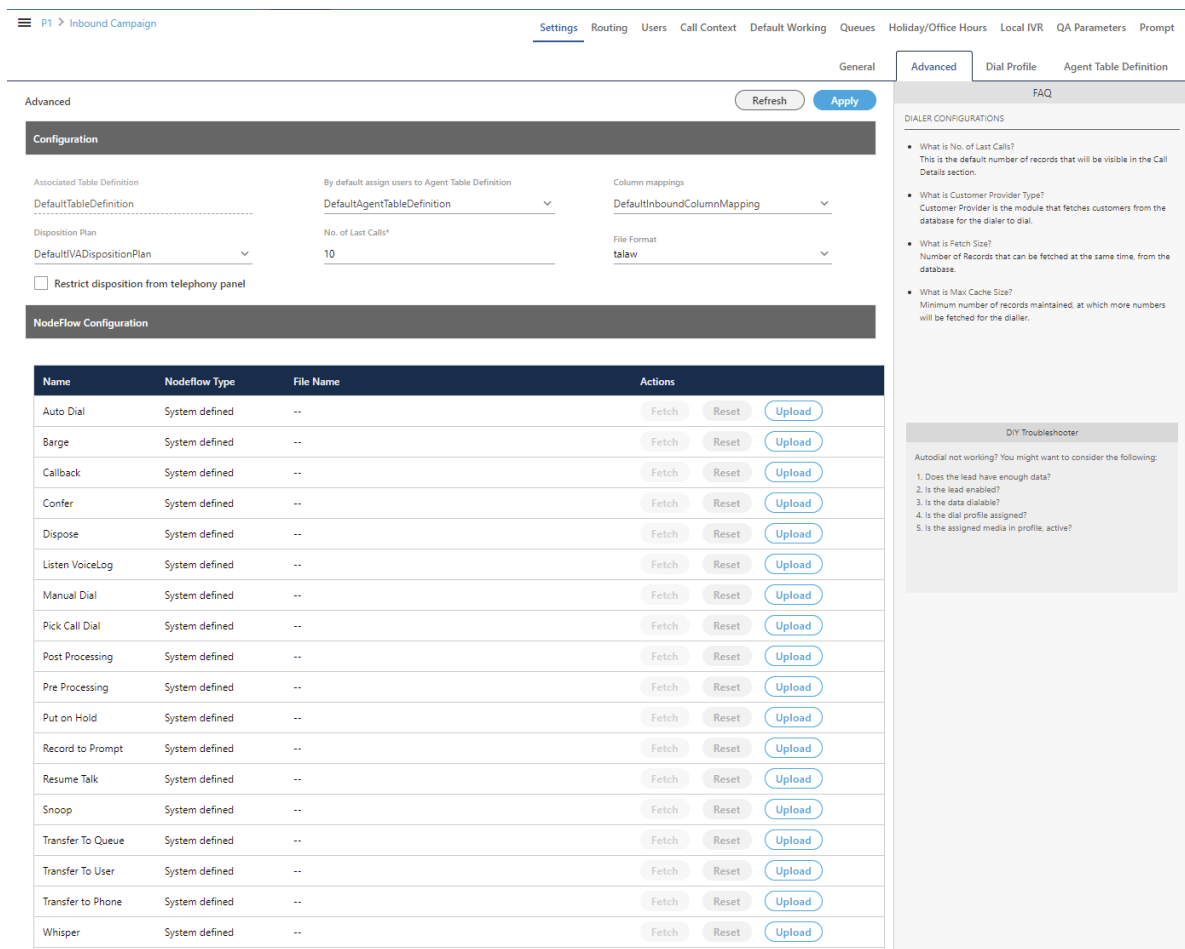 P1 > Inbound Campaign
Settings Routing Users Call Context Default Working Queues Holiday/Office Hours Local IVR QA Parameters Prompt
General Advanced Dial Profile Agent Table Definition
Advanced
Refresh Apply
Configuration
Associated Table Definition
DefaultTableDefinition
By default assign users to Agent Table Definition
DefaultAgentTableDefinition
Column mappings
DefaultInboundColumnMapping
Disposition Plan
DefaultIVADispositionPlan
No. of Last Calls*
10
File Format
talaw
Restrict disposition from telephony panel
NodeFlow Configuration
Name Nodeflow Type File Name Actions
Auto Dial System defined -- Fetch Reset Upload
Barge System defined -- Fetch Reset Upload
Callback System defined -- Fetch Reset Upload
Confer System defined -- Fetch Reset Upload
Dispose System defined -- Fetch Reset Upload
Listen VoiceLog System defined -- Fetch Reset Upload
Manual Dial System defined -- Fetch Reset Upload
Pick Call Dial System defined -- Fetch Reset Upload
Post Processing System defined -- Fetch Reset Upload
Pre Processing System defined -- Fetch Reset Upload
Put on Hold System defined -- Fetch Reset Upload
Record to Prompt System defined -- Fetch Reset Upload
Resume Talk System defined -- Fetch Reset Upload
Snoop System defined -- Fetch Reset Upload
Transfer To Queue System defined -- Fetch Reset Upload
Transfer To User System defined -- Fetch Reset Upload
Transfer to Phone System defined -- Fetch Reset Upload
Whisper System defined -- Fetch Reset Upload
FAQ
DIALER CONFIGURATIONS
• What is No. of Last Calls?
This is the default number of records that will be visible in the Call
Details section.
• What is Customer Provider Type?
Customer Provider is the module that fetches customers from the
database for the dialer to dial.
• What is Fetch Size?
Number of Records that can be fetched at the same time, from the
database.
• What is Max Cache Size?
Minimum number of records maintained, at which more numbers
will be fetched for the dialler.
DIY Troubleshooter
Autodial not working? You might want to consider the following:
1. Does the lead have enough data?
2. Is the lead enabled?
3. Is the data dialable?
4. Is the dial profile assigned?
5. Is the assigned media in profile, active?